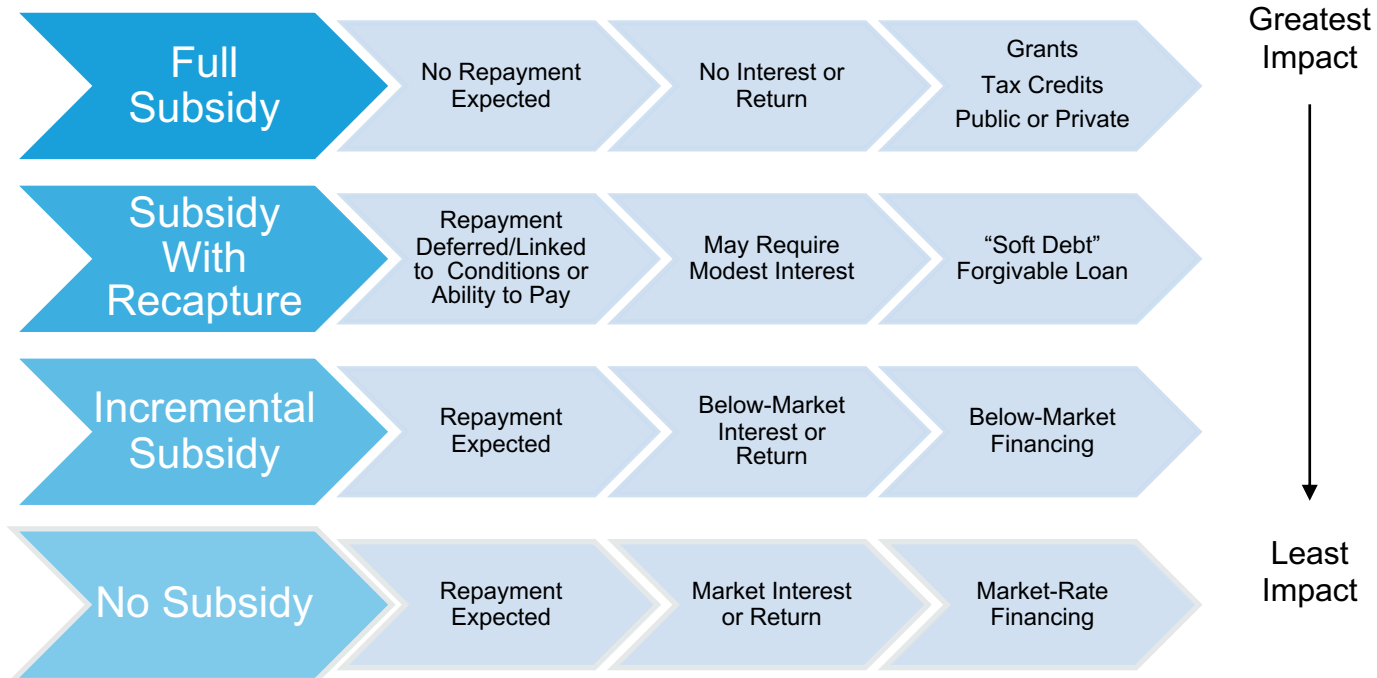 Full
Subsidy
No Repayment
Expected
No Interest or
Return
Grants
Tax Credits
Public or Private
Greatest
Impact
Subsidy
With
Recapture
Repayment
Deferred/Linked
to Conditions or
Ability to Pay
May Require
Modest Interest
“Soft Debt”
Forgivable Loan
Incremental
Subsidy
Repayment
Expected
Below-Market
Interest or
Return
Below-Market
Financing
No Subsidy
Repayment
Expected
Market Interest
or Return
Market-Rate
Financing
Least
Impact